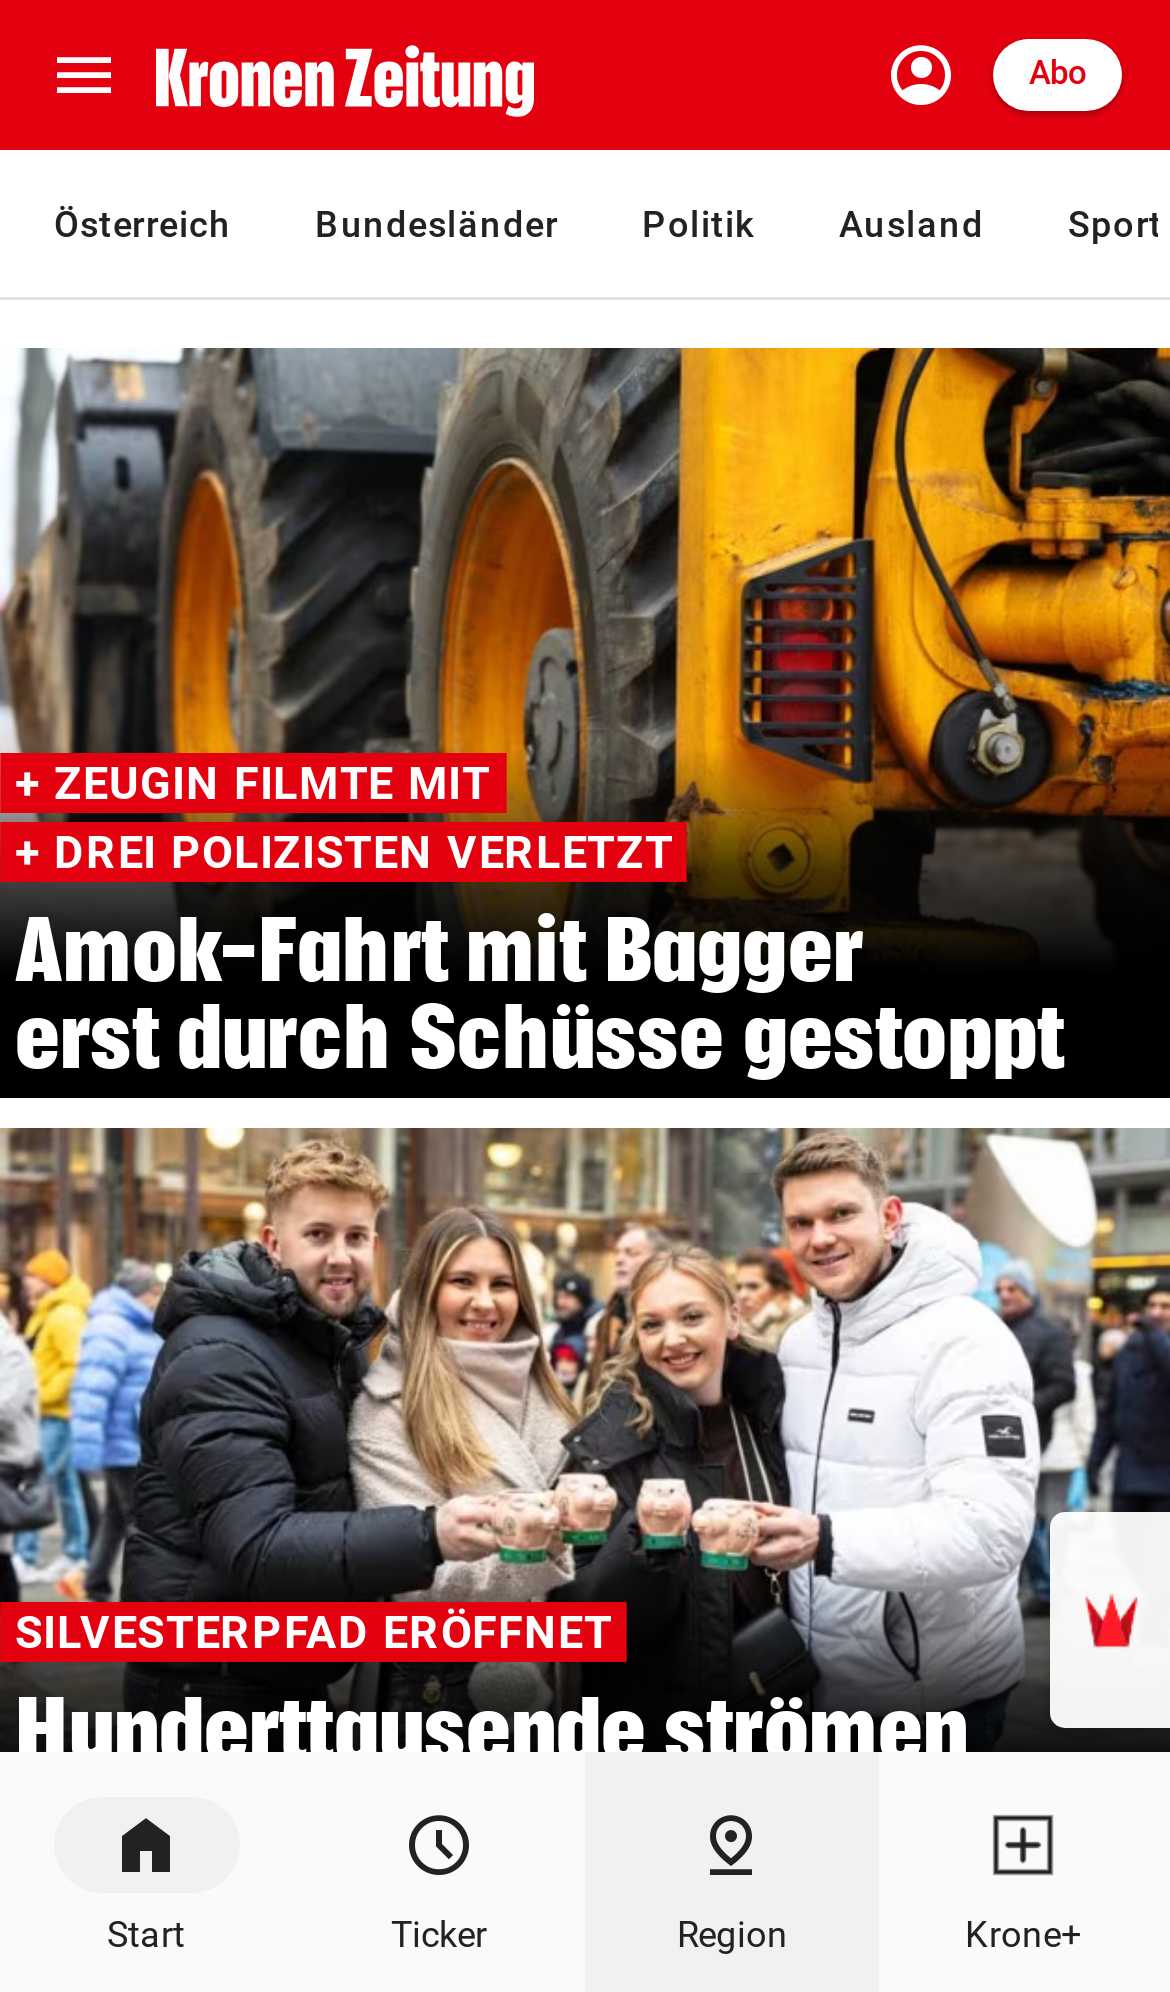 Kronen Zeitung
Abo
Österreich Bundesländer Politik Ausland Sport
+ ZEUGIN FILMTE MIT
+ DREI POLIZISTEN VERLETZT
Amok-Fahrt mit Bagger
erst durch Schüsse gestoppt
SILVESTERPFAD ERÖFFNET
Hunderttausende strömen
Start Ticker Region Krone+